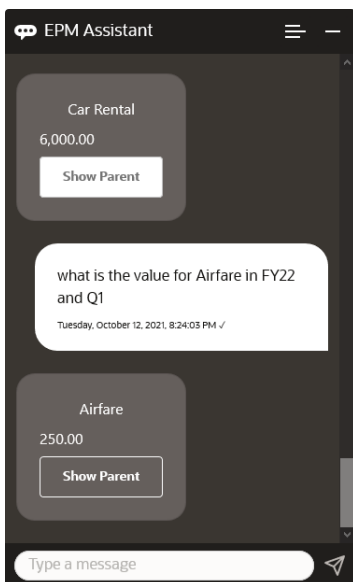 EPM Assistant
Car Rental
6,000.00
Show Parent
what is the value for Airfare in FY22
and Q1
Tuesday, October 12, 2021, 8:24:03 PM ✓
Airfare
250.00
Show Parent
Type a message